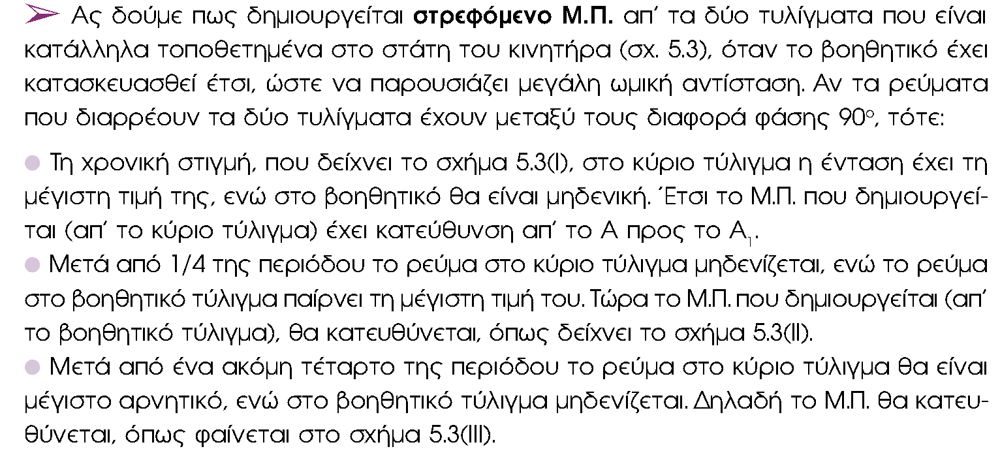 ➢ Ας δούμε πως δημιουργείται στρεφόμενο Μ.Π. απ’ τα δύο τυλίγματα που είναι
κατάλληλα τοποθετημένα στο στάτη του κινητήρα (σχ. 5.3), όταν το βοηθητικό έχει
κατασκευασθεί έτσι, ώστε να παρουσιάζει μεγάλη ωμική αντίσταση. Αν τα ρεύματα
που διαρρέουν τα δύο τυλίγματα έχουν μεταξύ τους διαφορά φάσης 90°, τότε:
● Τη χρονική στιγμή, που δείχνει το σχήμα 5.3(Ι), στο κύριο τύλιγμα η ένταση έχει τη
μέγιστη τιμή της, ενώ στο βοηθητικό θα είναι μηδενική. Έτσι το Μ.Π. που δημιουργεί-
ται (απ’ το κύριο τύλιγμα) έχει κατεύθυνση απ’ το Α προς το Α₁.
● Μετά από 1/4 της περιόδου το ρεύμα στο κύριο τύλιγμα μηδενίζεται, ενώ το ρεύμα
στο βοηθητικό τύλιγμα παίρνει τη μέγιστη τιμή του. Τώρα το Μ.Π. που δημιουργείται (απ’
το βοηθητικό τύλιγμα), θα κατευθύνεται, όπως δείχνει το σχήμα 5.3(ΙΙ).
● Μετά από ένα ακόμη τέταρτο της περιόδου το ρεύμα στο κύριο τύλιγμα θα είναι
μέγιστο αρνητικό, ενώ στο βοηθητικό τύλιγμα μηδενίζεται. Δηλαδή το Μ.Π. θα κατευ-
θύνεται, όπως φαίνεται στο σχήμα 5.3(ΙΙΙ).